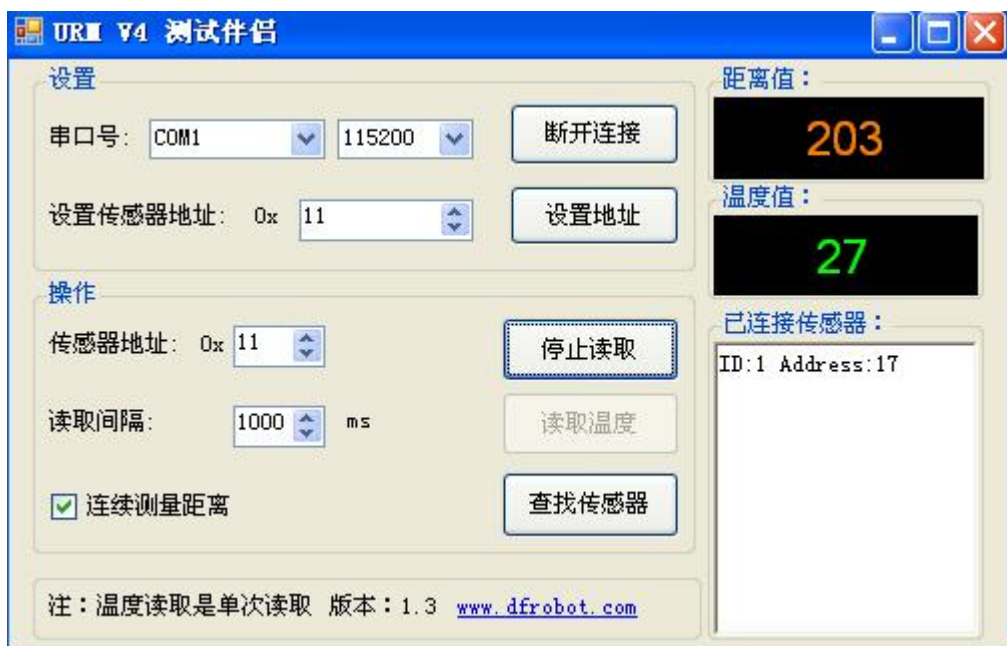 URM V4 测试伴侣
设置
串口号: COM1 115200 断开连接
设置传感器地址: 0x 11 设置地址
操作
传感器地址: 0x 11 停止读取
读取间隔: 1000 ms 读取温度
连续测量距离 查找传感器
注：温度读取是单次读取 版本：1.3 www.dfrobot.com
距离值：
203
温度值：
27
已连接传感器：
ID:1 Address:17